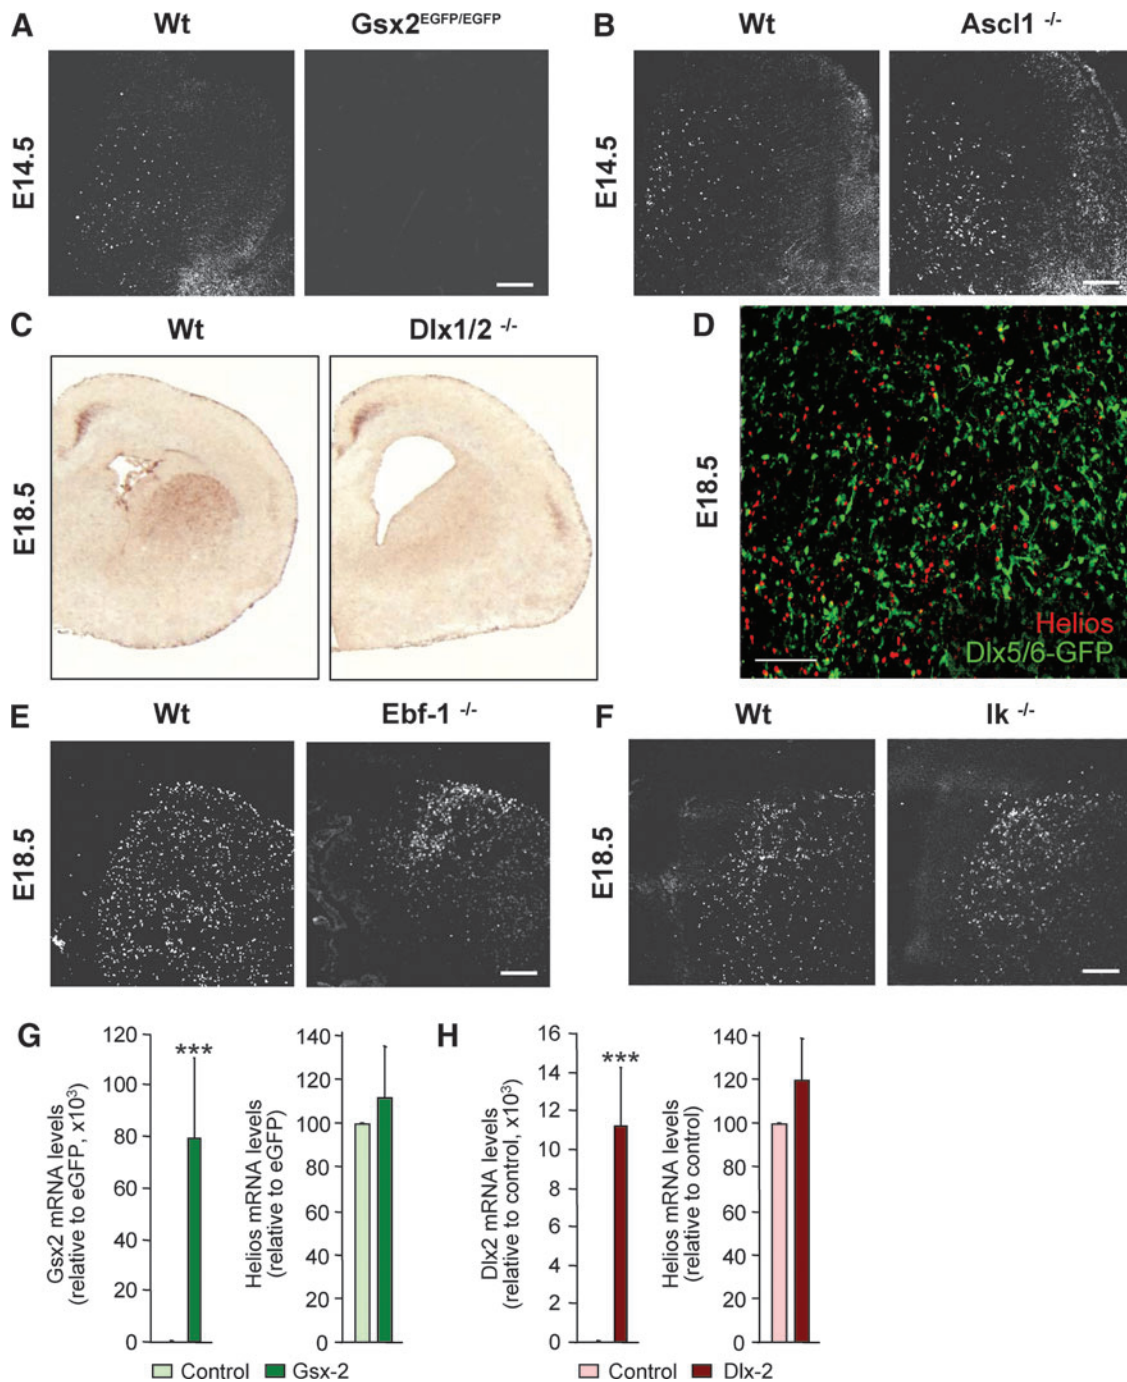 A
Wt
Gsx2EGFP/EGFP
E14.5
B
Wt
Ascl1 -/-
E14.5
C
Wt
Dlx1/2 -/-
E18.5
D
E18.5
Helios
Dlx5/6-GFP
E
Wt
Ebf-1 -/-
E18.5
F
Wt
Ik -/-
E18.5
G
Gsx2 mRNA levels
(relative to eGFP, x10³)
120
100
80
60
40
20
0
***
Helios mRNA levels
(relative to eGFP)
140
120
100
80
60
40
20
0
Control Gsx-2
H
Dlx2 mRNA levels
(relative to control, x10³)
16
14
12
10
8
6
4
2
0
***
Helios mRNA levels
(relative to control)
140
120
100
80
60
40
20
0
Control Dlx-2